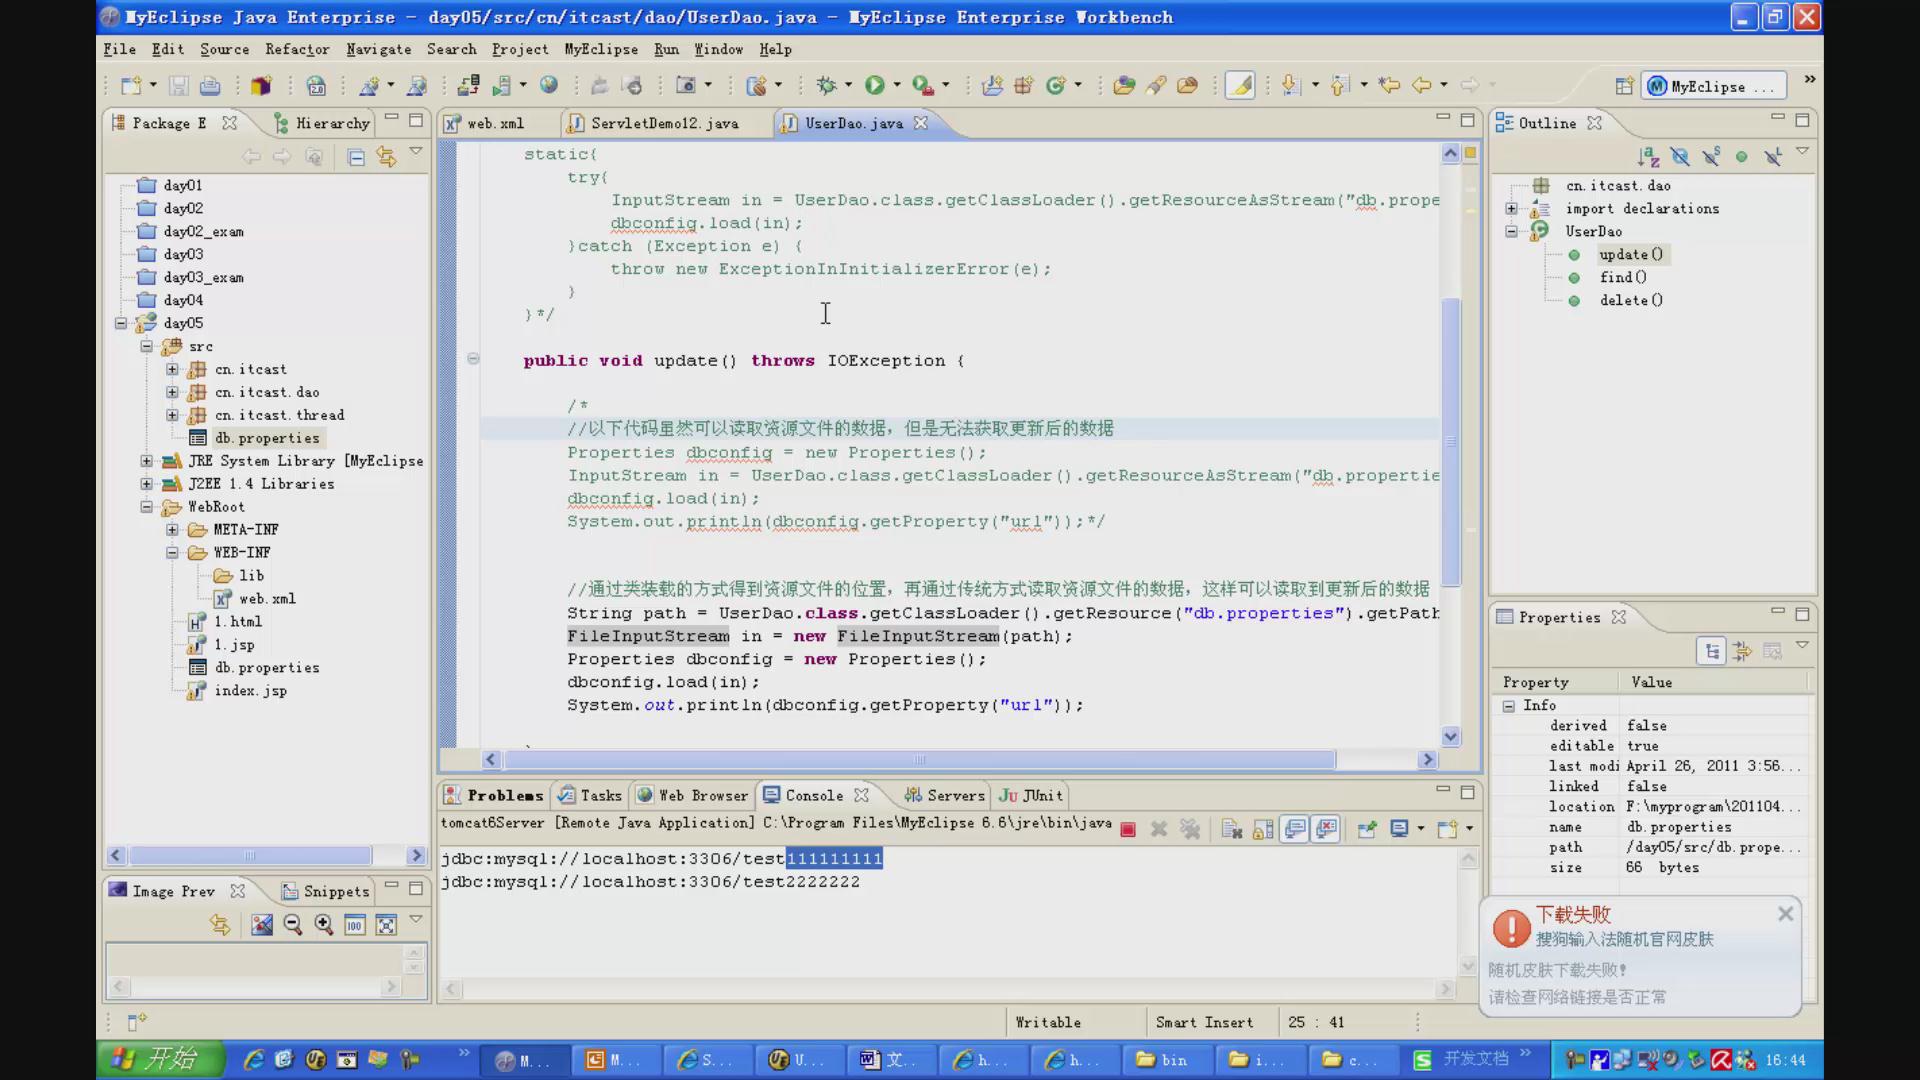 MyEclipse Java Enterprise - day05/src/cn/itcast/dao/UserDao.java - MyEclipse Enterprise Workbench
File Edit Source Refactor Navigate Search Project MyEclipse Run Window Help
MyEclipse ...
Package E
Hierarchy
day01
day02
day02_exam
day03
day03_exam
day04
day05
src
cn.itcast
cn.itcast.dao
cn.itcast.thread
db.properties
JRE System Library [MyEclipse
J2EE 1.4 Libraries
WebRoot
META-INF
WEB-INF
lib
web.xml
1.html
1.jsp
db.properties
index.jsp
Image Prev
Snippets
web.xml
ServletDemo12.java
UserDao.java
static{
try{
InputStream in = UserDao.class.getClassLoader().getResourceAsStream("db.prope
dbconfig.load(in);
}catch (Exception e) {
throw new ExceptionInInitializerError(e);
}
}*/
public void update() throws IOException {
/*
//以下代码虽然可以读取资源文件的数据，但是无法获取更新后的数据
Properties dbconfig = new Properties();
InputStream in = UserDao.class.getClassLoader().getResourceAsStream("db.propertie
dbconfig.load(in);
System.out.println(dbconfig.getProperty("url"));*/
//通过类装载的方式得到资源文件的位置，再通过传统方式读取资源文件的数据，这样可以读取到更新后的数据
String path = UserDao.class.getClassLoader().getResource("db.properties").getPath
FileInputStream in = new FileInputStream(path);
Properties dbconfig = new Properties();
dbconfig.load(in);
System.out.println(dbconfig.getProperty("url"));
Problems
Tasks
Web Browser
Console
Servers
JUnit
tomcat6Server [Remote Java Application] C:\Program Files\MyEclipse 6.6\jre\bin\java
jdbc:mysql://localhost:3306/test111111111
jdbc:mysql://localhost:3306/test2222222
Outline
cn.itcast.dao
import declarations
UserDao
update()
find()
delete()
Properties
Property Value
Info
derived false
editable true
last modi April 26, 2011 3:56...
linked false
location F:\myprogram\201104...
name db.properties
path /day05/src/db.prope...
size 66 bytes
下载失败
搜狗输入法随机官网皮肤
随机皮肤下载失败！
请检查网络链接是否正常
Writable
Smart Insert
25 : 41
开始
M...
M...
S...
U...
文...
h...
h...
bin
i...
c...
开发文档
16:44